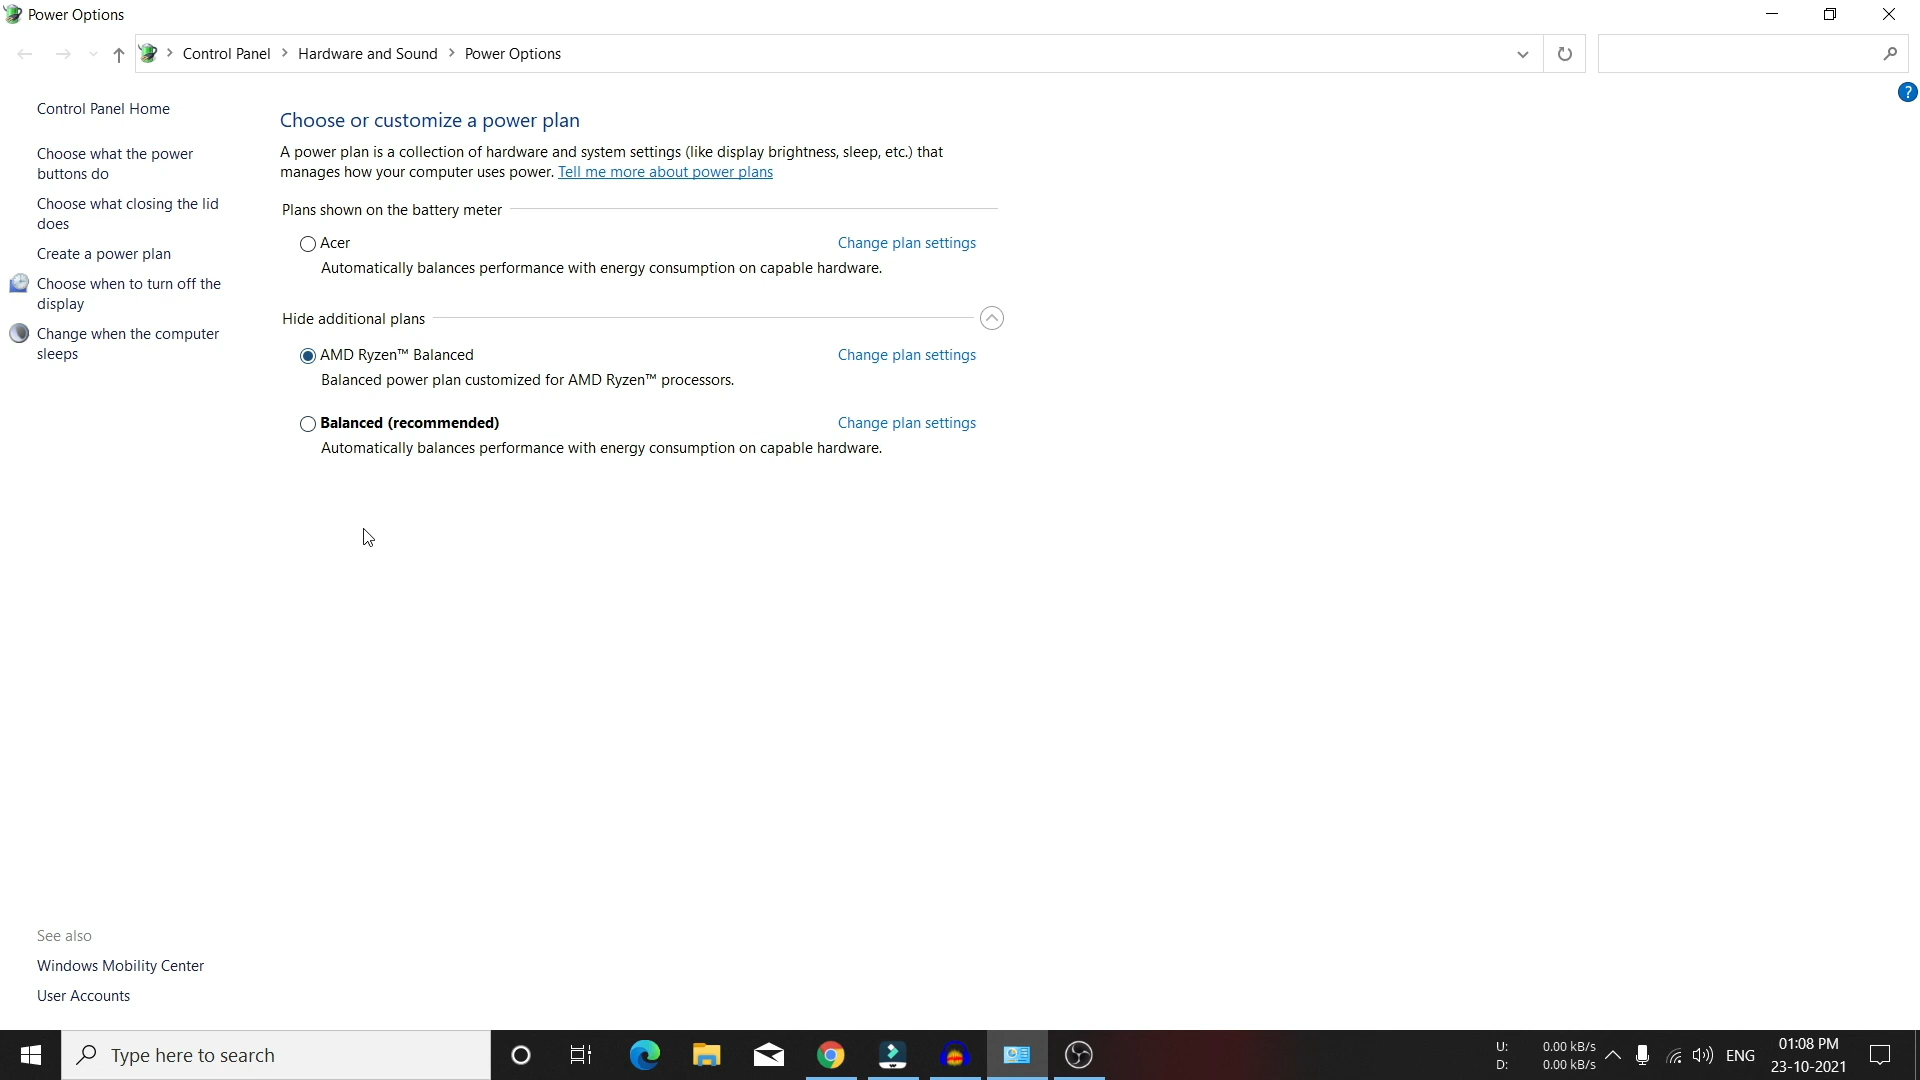 Power Options
Control Panel > Hardware and Sound > Power Options
Control Panel Home
Choose what the power
buttons do
Choose what closing the lid
does
Create a power plan
Choose when to turn off the
display
Change when the computer
sleeps
Choose or customize a power plan
A power plan is a collection of hardware and system settings (like display brightness, sleep, etc.) that
manages how your computer uses power. Tell me more about power plans
Plans shown on the battery meter
Acer Change plan settings
Automatically balances performance with energy consumption on capable hardware.
Hide additional plans
AMD Ryzen™ Balanced Change plan settings
Balanced power plan customized for AMD Ryzen™ processors.
Balanced (recommended) Change plan settings
Automatically balances performance with energy consumption on capable hardware.
See also
Windows Mobility Center
User Accounts
Type here to search
U: 0.00 kB/s
D: 0.00 kB/s
ENG
01:08 PM
23-10-2021
?